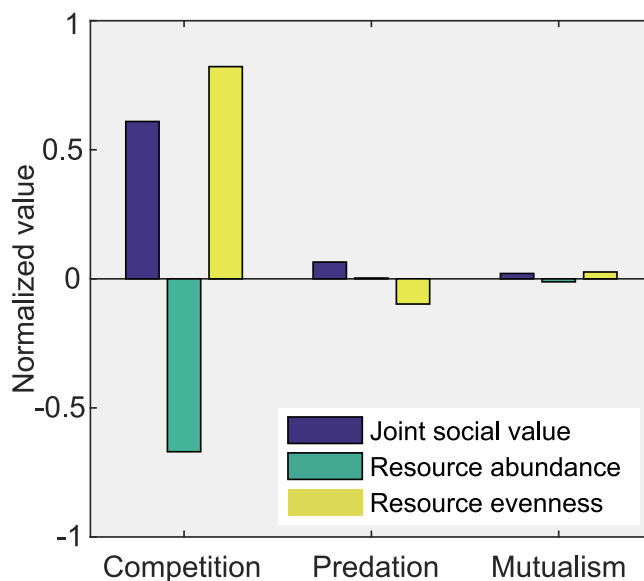 1
0.5
0
-0.5
-1
Normalized value
Joint social value
Resource abundance
Resource evenness
Competition Predation Mutualism